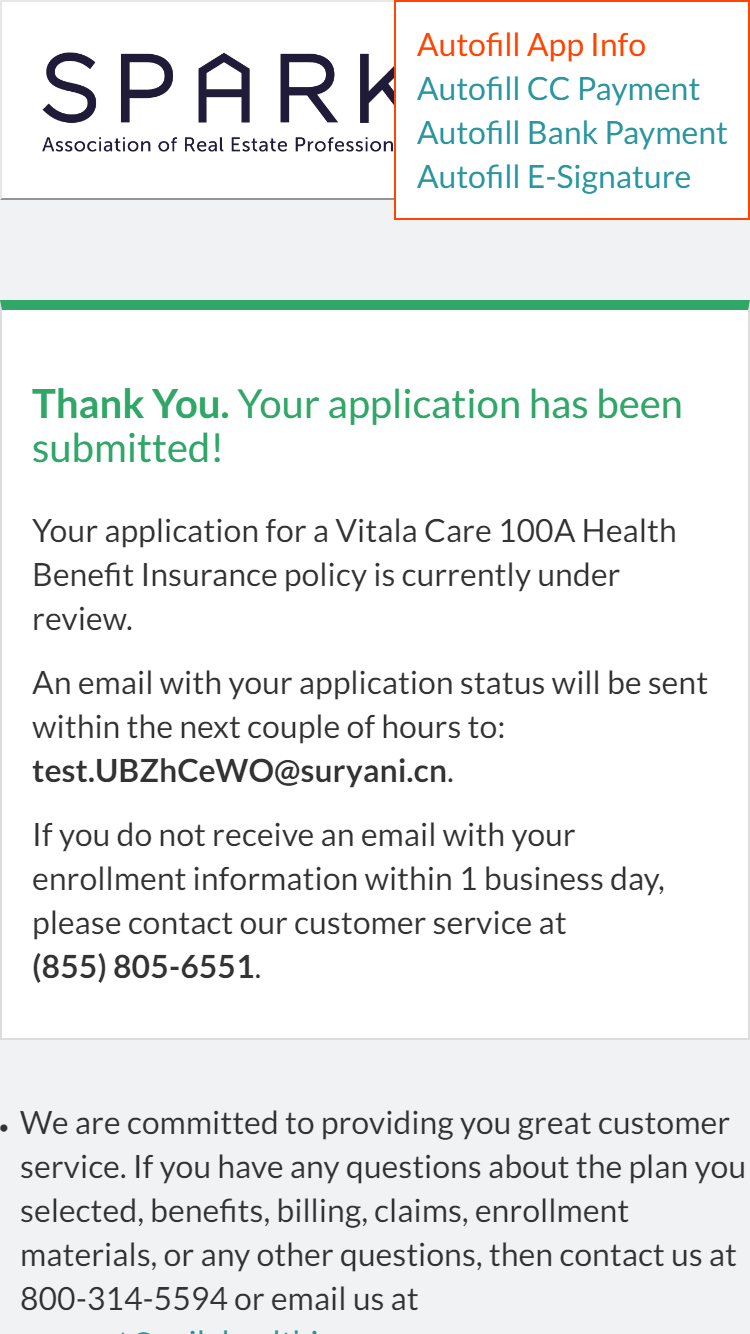 SPARK
Association of Real Estate Profession
Autofill App Info
Autofill CC Payment
Autofill Bank Payment
Autofill E-Signature
Thank You. Your application has been
submitted!
Your application for a Vitala Care 100A Health
Benefit Insurance policy is currently under
review.
An email with your application status will be sent
within the next couple of hours to:
test.UBZhCeWO@suryani.cn.
If you do not receive an email with your
enrollment information within 1 business day,
please contact our customer service at
(855) 805-6551.
• We are committed to providing you great customer
service. If you have any questions about the plan you
selected, benefits, billing, claims, enrollment
materials, or any other questions, then contact us at
800-314-5594 or email us at